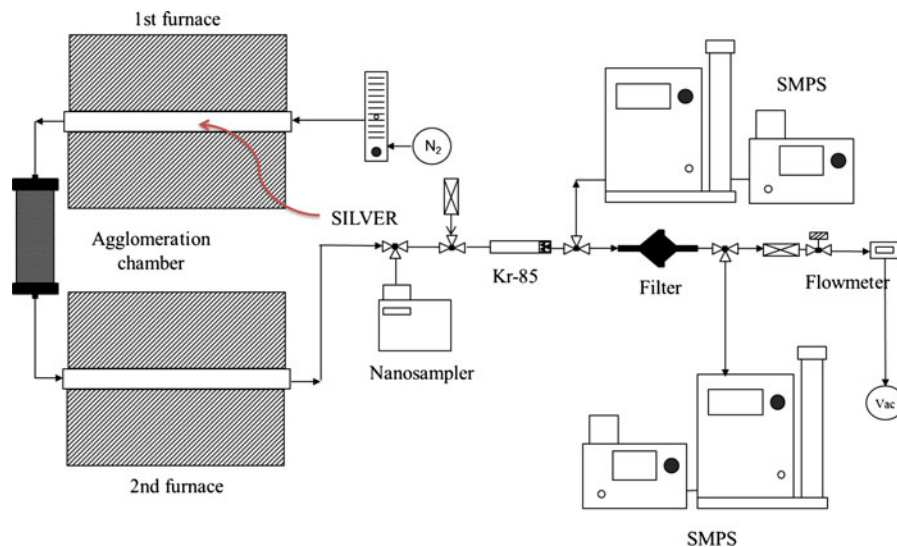 1st furnace
SMPS
N2
SILVER
Agglomeration
chamber
Kr-85
Filter
Flowmeter
Nanosampler
Vac
2nd furnace
SMPS